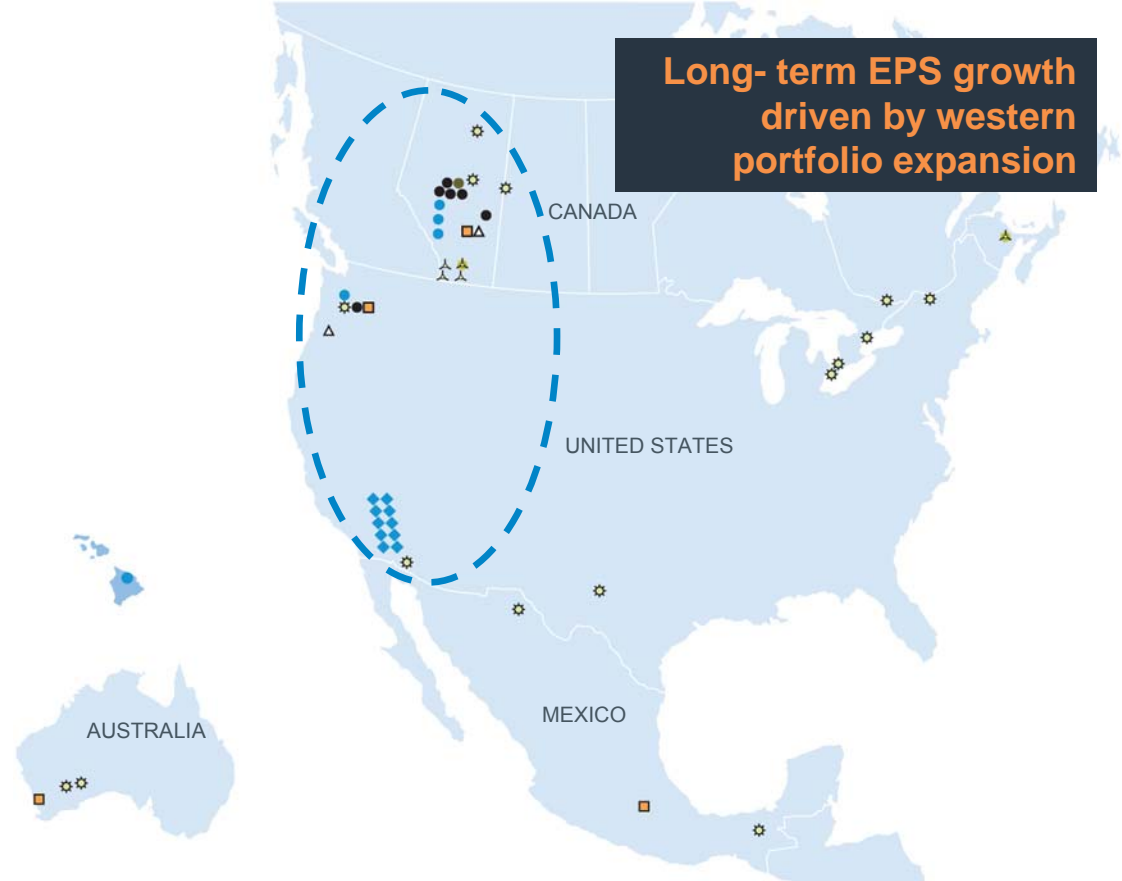 Long- term EPS growth
driven by western
portfolio expansion
CANADA
UNITED STATES
MEXICO
AUSTRALIA